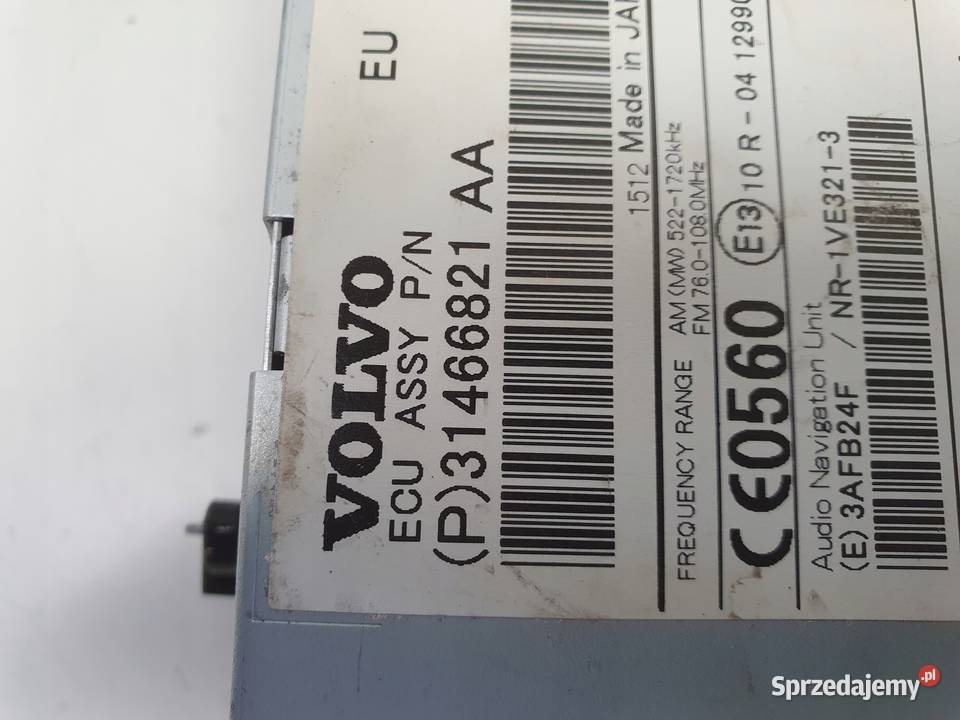 EU
VOLVO
ECU ASSY P/N
(P)31466821 AA
1512 Made in
FREQUENCY RANGE
AM (MW) 522-1720kHz
FM 76.0-108.0MHz
CE0560 E13 10 R - 04 1299
Audio Navigation Unit
(E) 3AFB24F / NR-1VE321-3
Sprzedajemy.pl